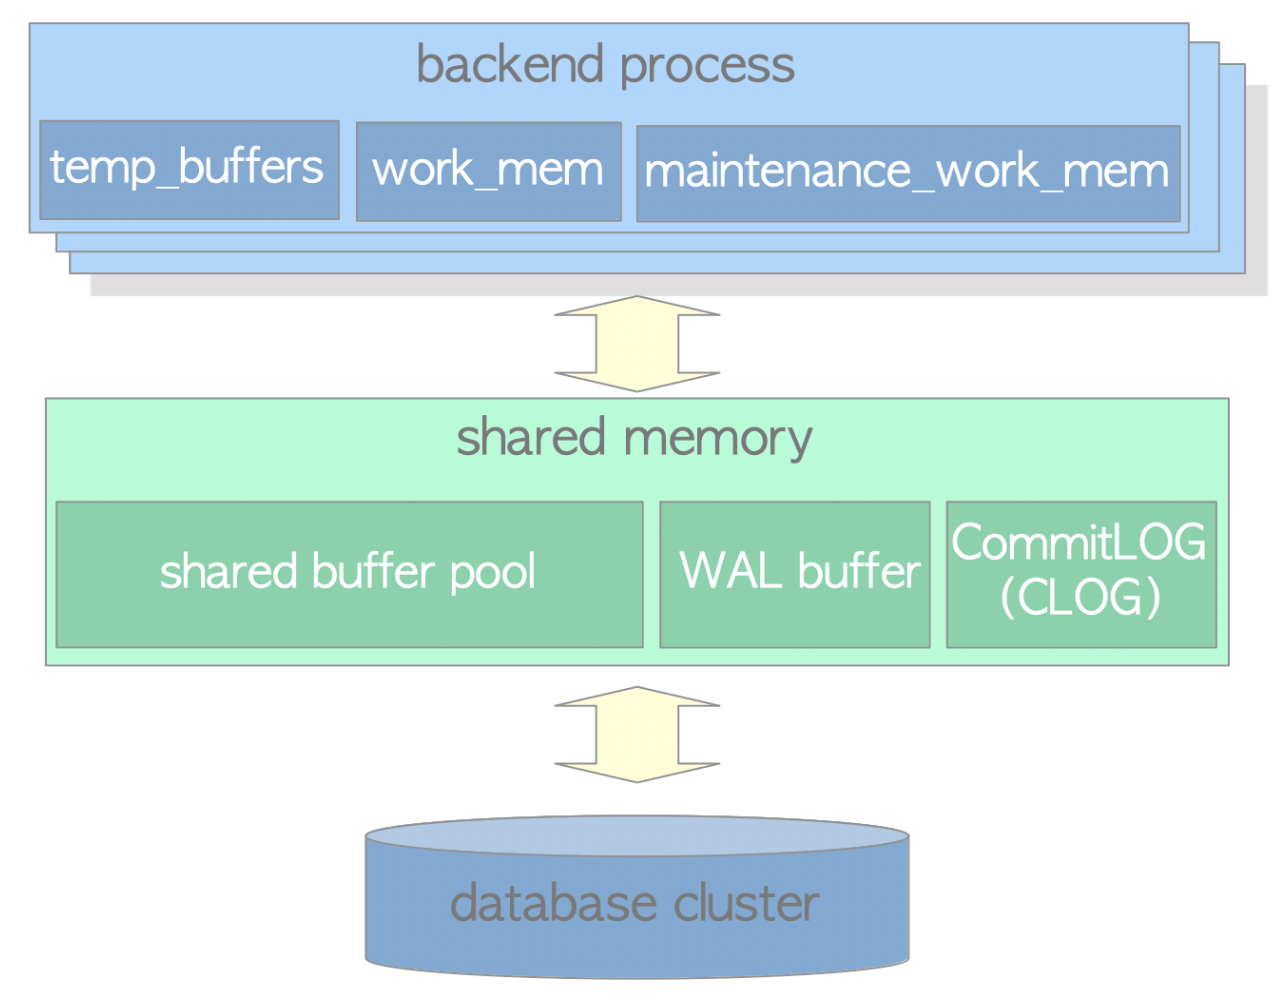 backend process
temp_buffers
work_mem
maintenance_work_mem
shared memory
shared buffer pool
WAL buffer
CommitLOG
(CLOG)
database cluster